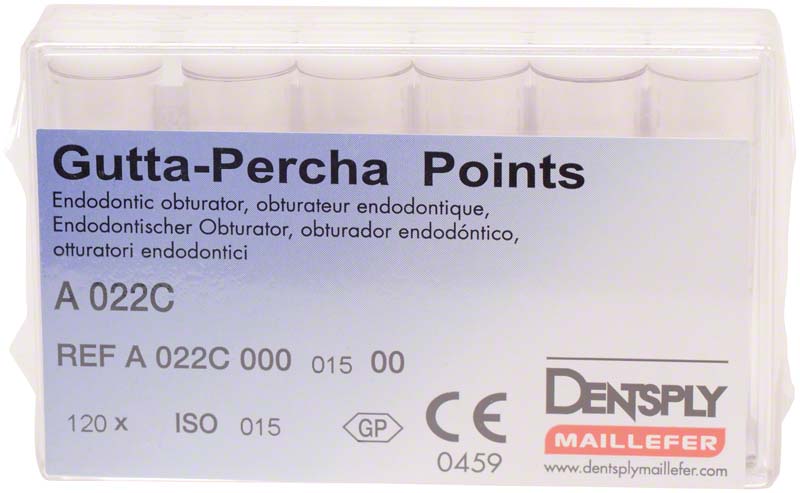 Gutta-Percha Points
Endodontic obturator, obturateur endodontique,
Endodontischer Obturator, obturador endodóntico,
otturatori endodontici
A 022C
REF A 022C 000 015 00
120 x ISO 015 GP CE
0459
DENTSPLY
MAILLEFER
www.dentsplymaillefer.com